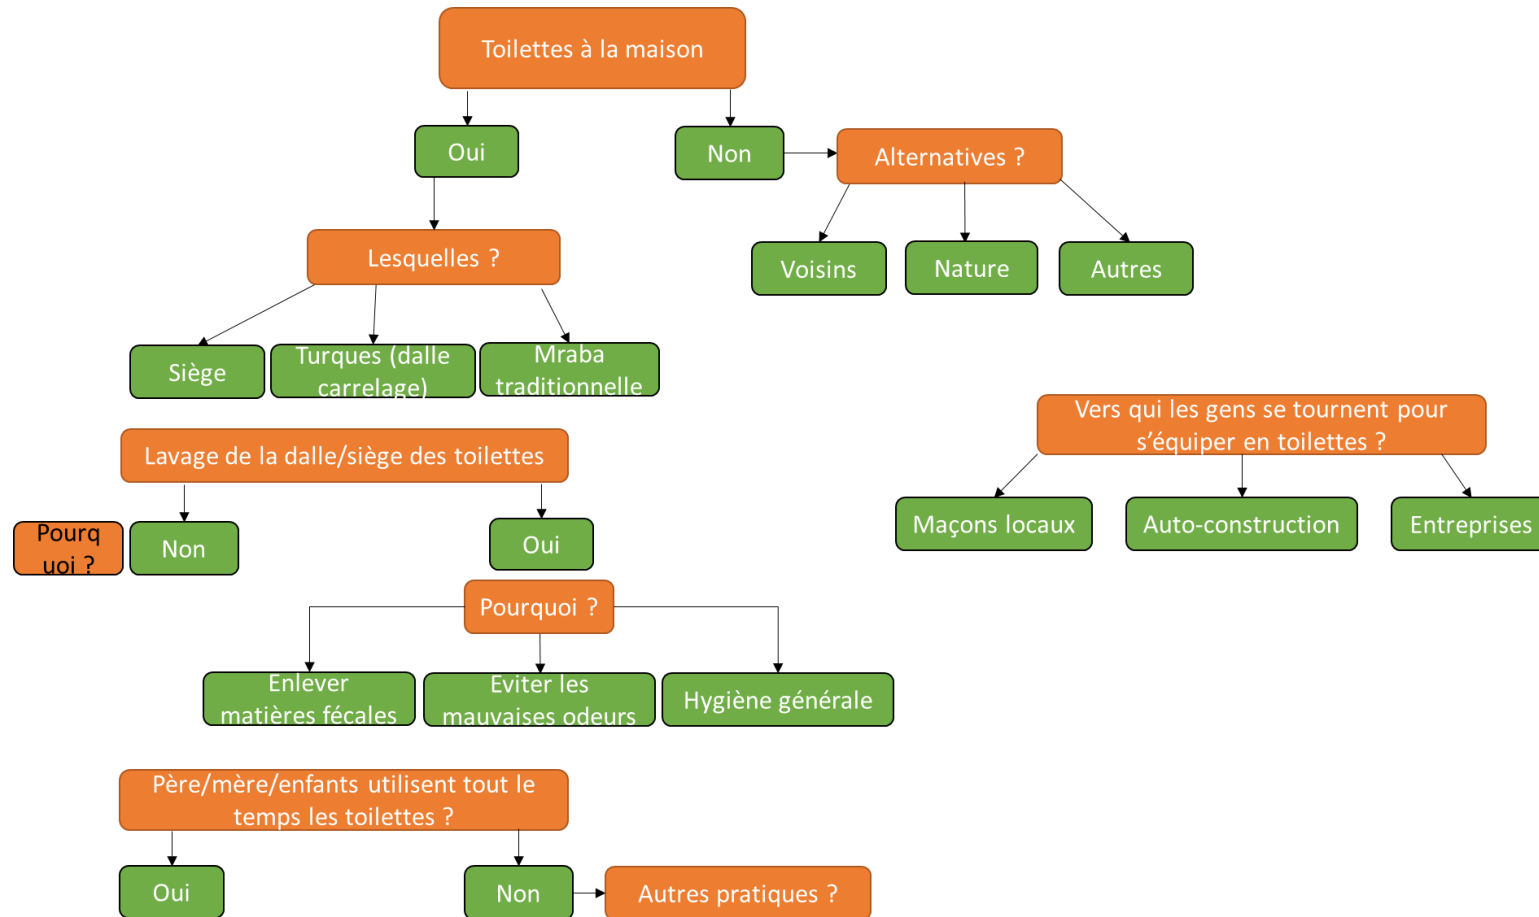 Toilettes à la maison
Oui
Non
Alternatives ?
Lesquelles ?
Voisins
Nature
Autres
Siège
Turques (dalle
carrelage)
Mraba
traditionnelle
Vers qui les gens se tournent pour
s’équiper en toilettes ?
Lavage de la dalle/siège des toilettes
Maçons locaux
Auto-construction
Entreprises
Pourq
uoi ?
Non
Oui
Pourquoi ?
Enlever
matières fécales
Eviter les
mauvaises odeurs
Hygiène générale
Père/mère/enfants utilisent tout le
temps les toilettes ?
Oui
Non
Autres pratiques ?